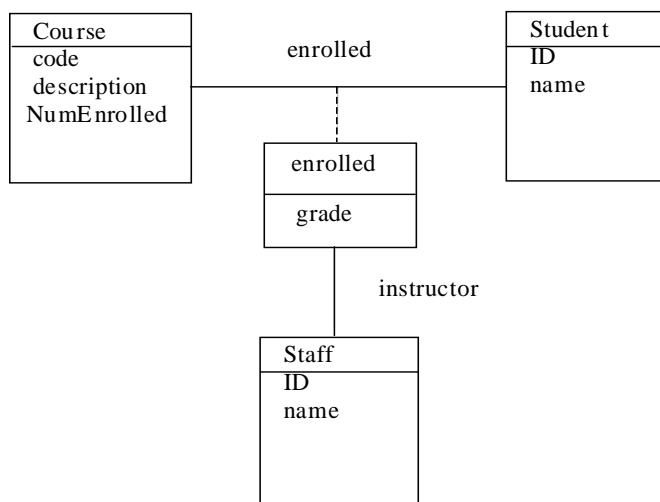 Course
code
description
NumEnrolled
enrolled
Student
ID
name
enrolled
grade
instructor
Staff
ID
name